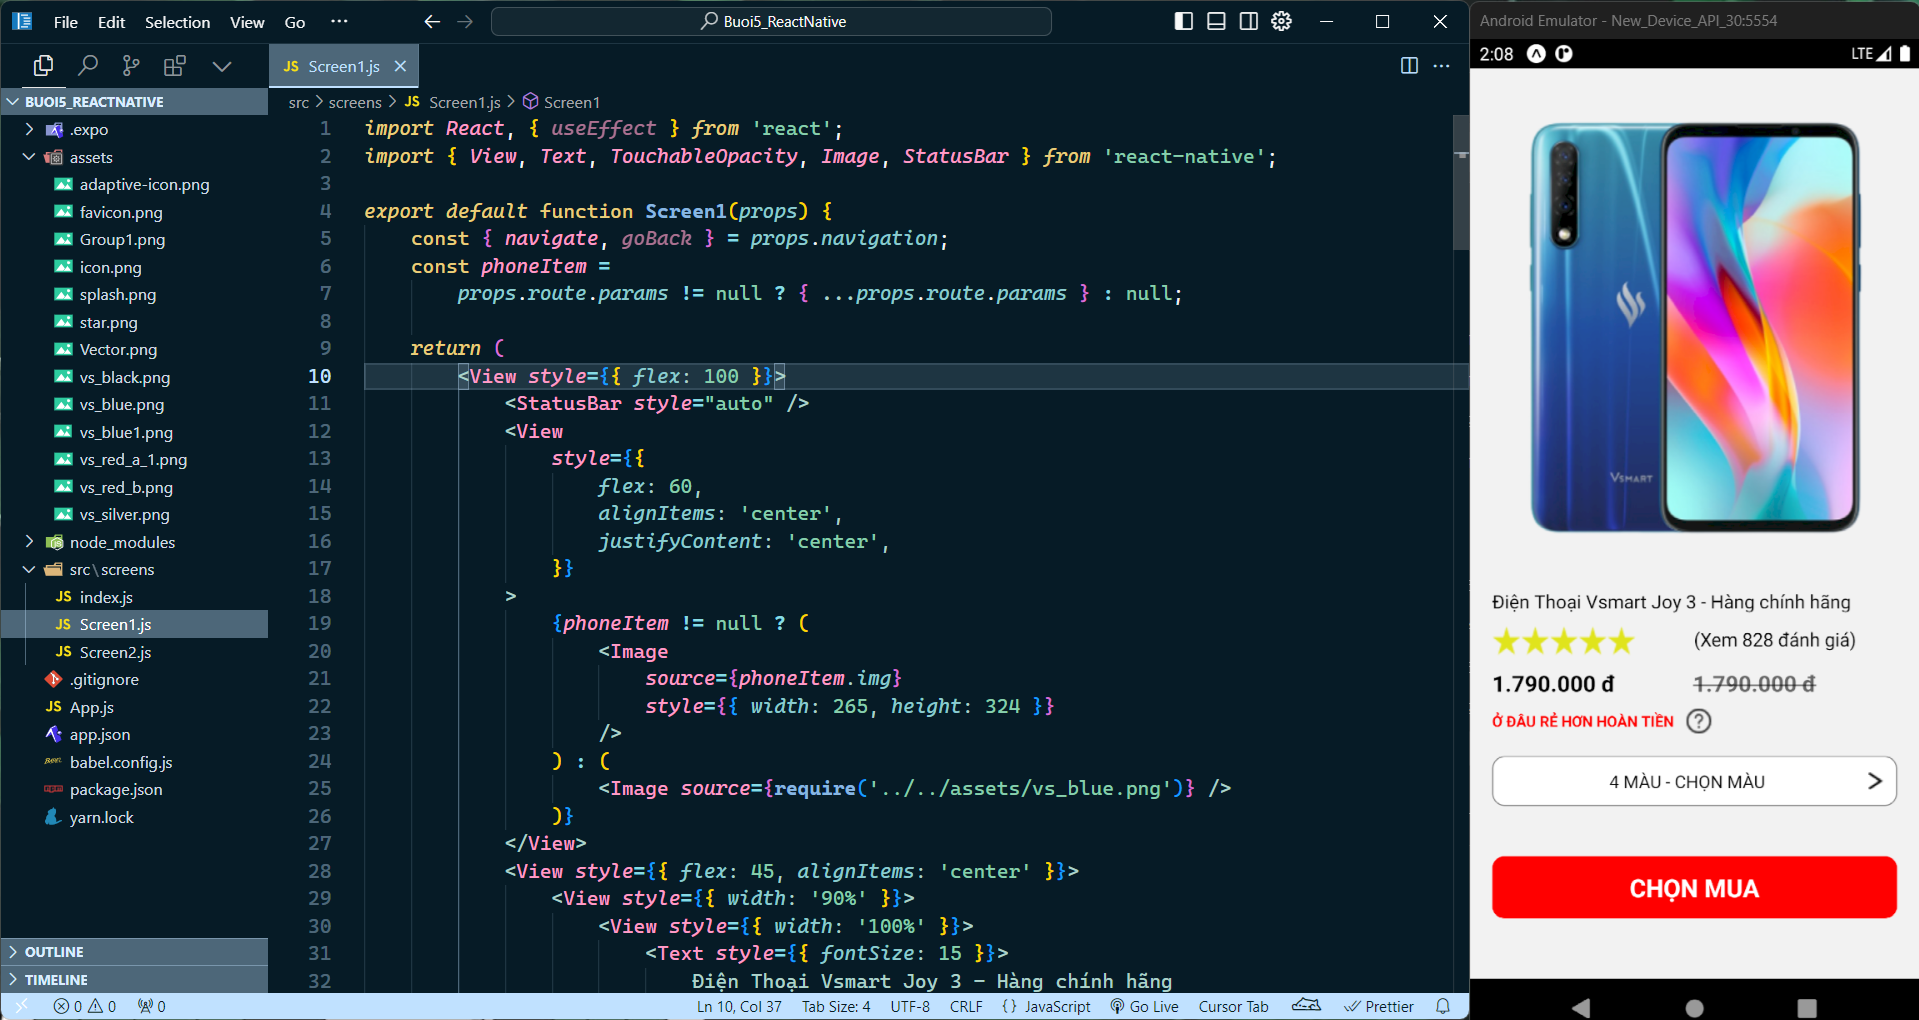 File Edit Selection View Go ···
Buoi5_ReactNative
BUOI5_REACTNATIVE
.expo
assets
adaptive-icon.png
favicon.png
Group1.png
icon.png
splash.png
star.png
Vector.png
vs_black.png
vs_blue.png
vs_blue1.png
vs_red_a_1.png
vs_red_b.png
vs_silver.png
node_modules
src\screens
JS index.js
JS Screen1.js
JS Screen2.js
.gitignore
JS App.js
app.json
babel.config.js
package.json
yarn.lock
OUTLINE
TIMELINE
JS Screen1.js
src > screens > JS Screen1.js > Screen1
1 import React, { useEffect } from 'react';
2 import { View, Text, TouchableOpacity, Image, StatusBar } from 'react-native';
3
4 export default function Screen1(props) {
5 const { navigate, goBack } = props.navigation;
6 const phoneItem =
7 props.route.params != null ? { ...props.route.params } : null;
8
9 return (
10 <View style={{ flex: 100 }}>
11 <StatusBar style="auto" />
12 <View
13 style={{
14 flex: 60,
15 alignItems: 'center',
16 justifyContent: 'center',
17 }}
18 >
19 {phoneItem != null ? (
20 <Image
21 source={phoneItem.img}
22 style={{ width: 265, height: 324 }}
23 />
24 ) : (
25 <Image source={require('../../assets/vs_blue.png')} />
26 )}
27 </View>
28 <View style={{ flex: 45, alignItems: 'center' }}>
29 <View style={{ width: '90%' }}>
30 <View style={{ width: '100%' }}>
31 <Text style={{ fontSize: 15 }}>
32 Điện Thoại Vsmart Joy 3 - Hàng chính hãng
0 0 0
Ln 10, Col 37 Tab Size: 4 UTF-8 CRLF {} JavaScript Go Live Cursor Tab Prettier
Android Emulator - New_Device_API_30:5554
2:08 LTE
VSMART
Điện Thoại Vsmart Joy 3 - Hàng chính hãng
(Xem 828 đánh giá)
1.790.000 đ 1.790.000 đ
Ở ĐÂU RẺ HƠN HOÀN TIỀN ?
4 MÀU - CHỌN MÀU >
CHỌN MUA